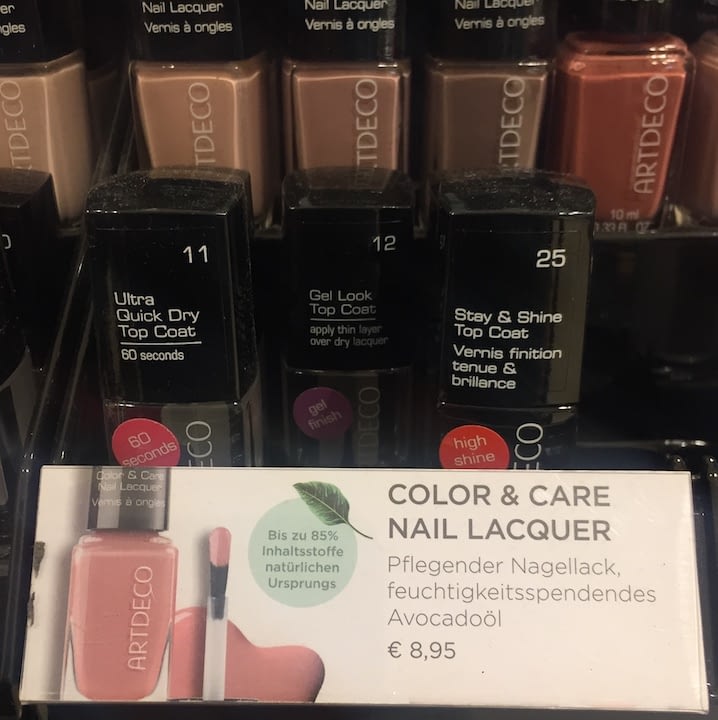 Nail Lacquer
Vernis à ongles
Nail Lacquer
Vernis à ongles
Nail Lacquer
Vernis à ongles
ARTDECO
ARTDECO
ARTDECO
10 ml
11
Ultra
Quick Dry
Top Coat
60 seconds
60
seconds
12
Gel Look
Top Coat
apply thin layer
over dry lacquer
gel
finish
25
Stay & Shine
Top Coat
Vernis finition
tenue &
brillance
high
shine
Color & Care
Nail Lacquer
Vernis à ongles
ARTDECO
Bis zu 85%
Inhaltsstoffe
natürlichen
Ursprungs
COLOR & CARE
NAIL LACQUER
Pflegender Nagellack,
feuchtigkeitsspendendes
Avocadoöl
€ 8,95